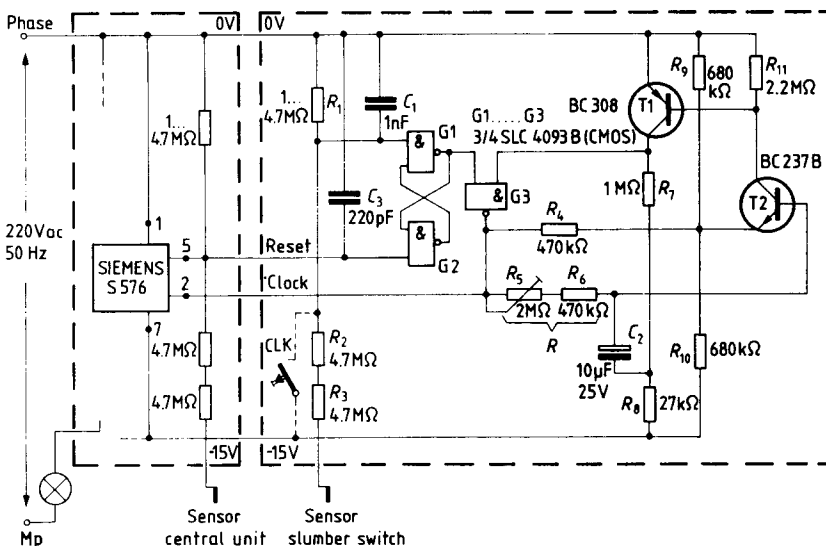 Phase
0V
0V
220Vac
50 Hz
1...
4.7MΩ
1...
4.7MΩ
R1
C1
1nF
G1
&
G1.....G3
3/4 SLC 4093 B (CMOS)
BC 308
T1
R9
680
kΩ
R11
2.2MΩ
BC237B
T2
C3
220pF
&
G2
&
G3
1MΩ
R7
R4
470kΩ
1
SIEMENS
S 576
5
Reset
2
Clock
7
R5
2MΩ
R6
470kΩ
R
C2
10µF
25V
R10
680kΩ
R8
27kΩ
4.7MΩ
4.7MΩ
CLK
R2
4.7MΩ
R3
4.7MΩ
-15V
-15V
Mp
Sensor
central unit
Sensor
slumber switch